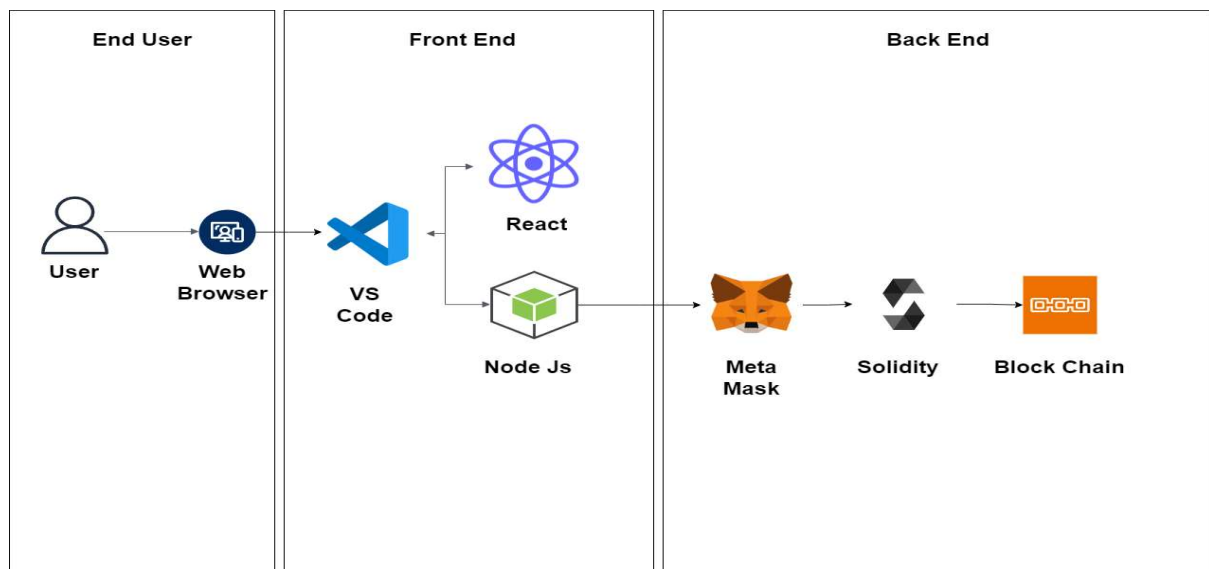 End User
Front End
Back End
React
User
Web
Browser
VS
Code
Node Js
Meta
Mask
Solidity
Block Chain